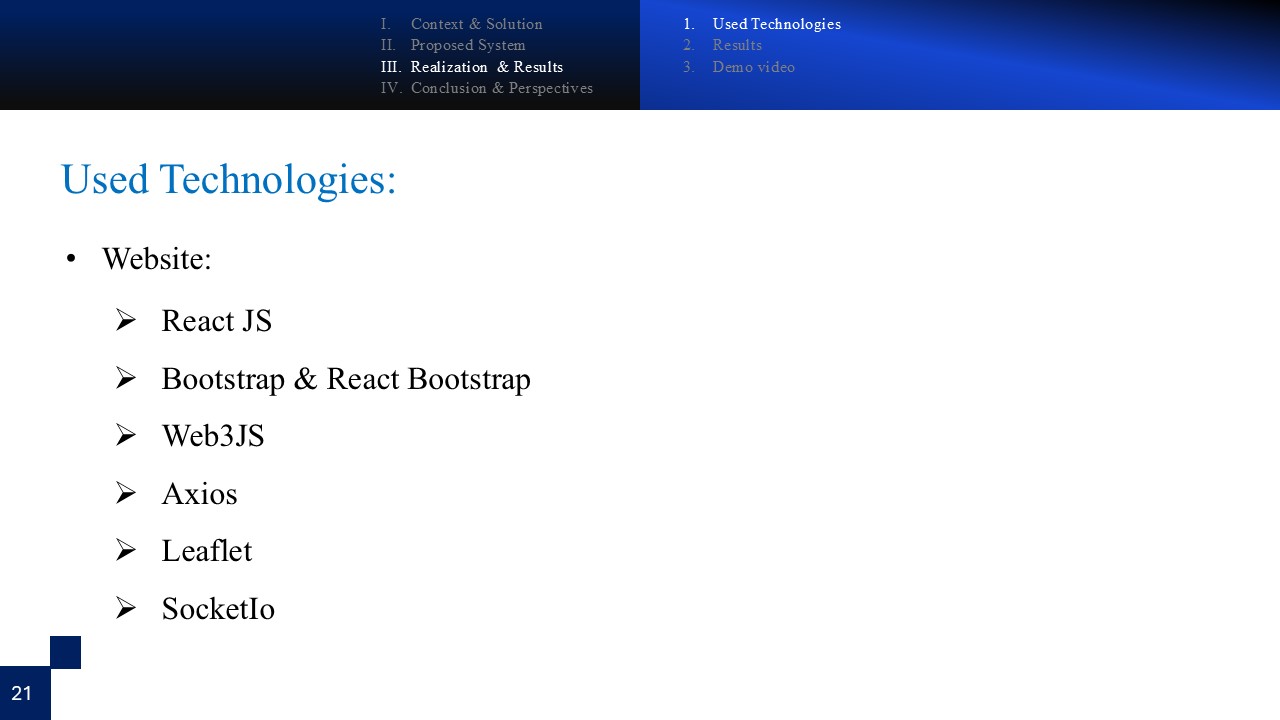 I. Context & Solution
II. Proposed System
III. Realization & Results
IV. Conclusion & Perspectives
1. Used Technologies
2. Results
3. Demo video
Used Technologies:
• Website:
➢ React JS
➢ Bootstrap & React Bootstrap
➢ Web3JS
➢ Axios
➢ Leaflet
➢ SocketIo
21